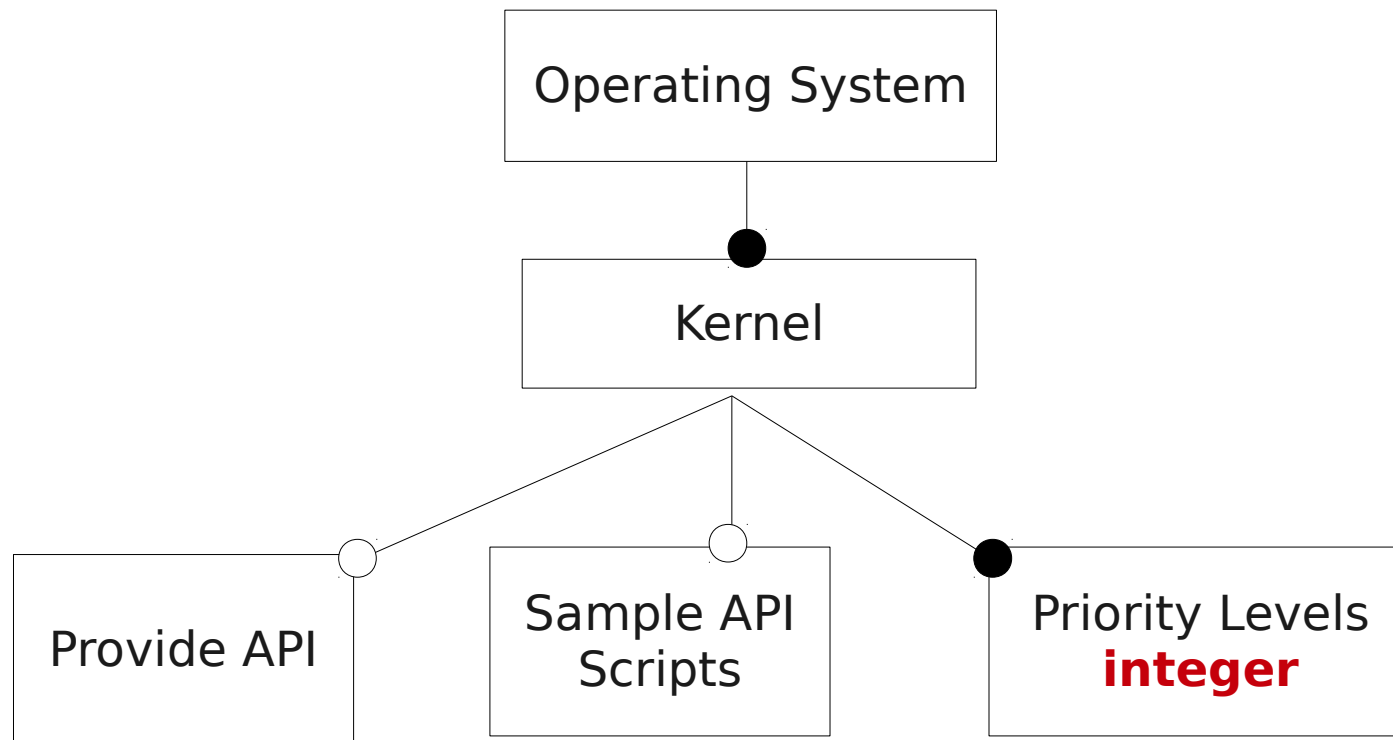 Operating System
Kernel
Provide API
Sample API
Scripts
Priority Levels
integer